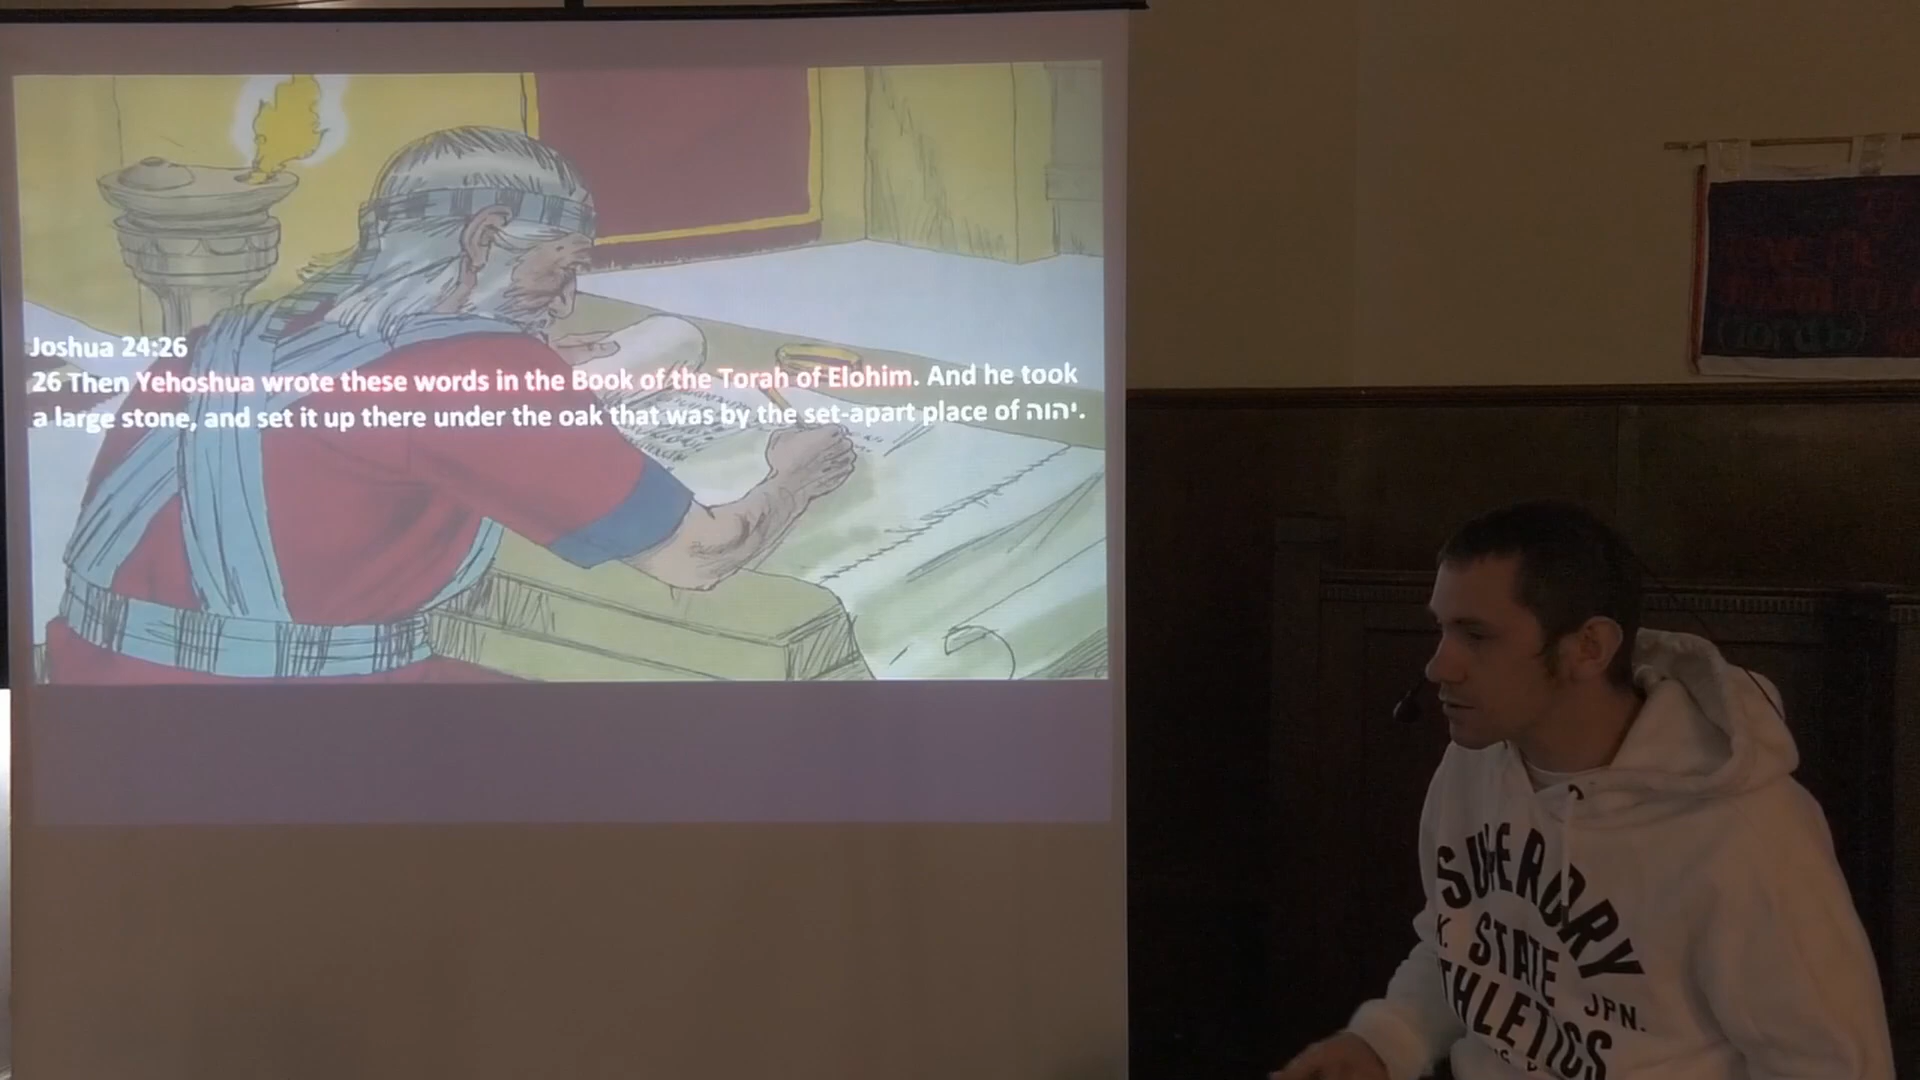 Joshua 24:26
26 Then Yehoshua wrote these words in the Book of the Torah of Elohim. And he took
a large stone, and set it up there under the oak that was by the set-apart place of יהוה.
SUPERDRY
K. STATE
JPN.
THLETICS